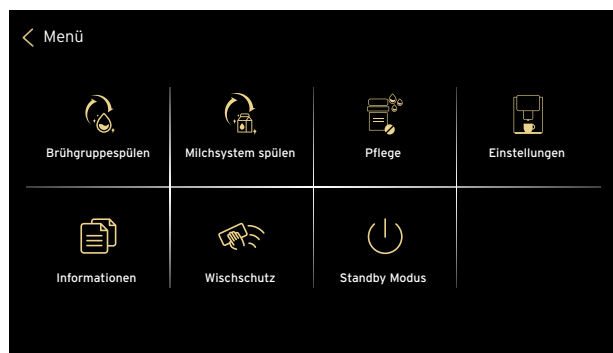 Menü
Brühgruppespülen
Milchsystem spülen
Pflege
Einstellungen
Informationen
Wischschutz
Standby Modus